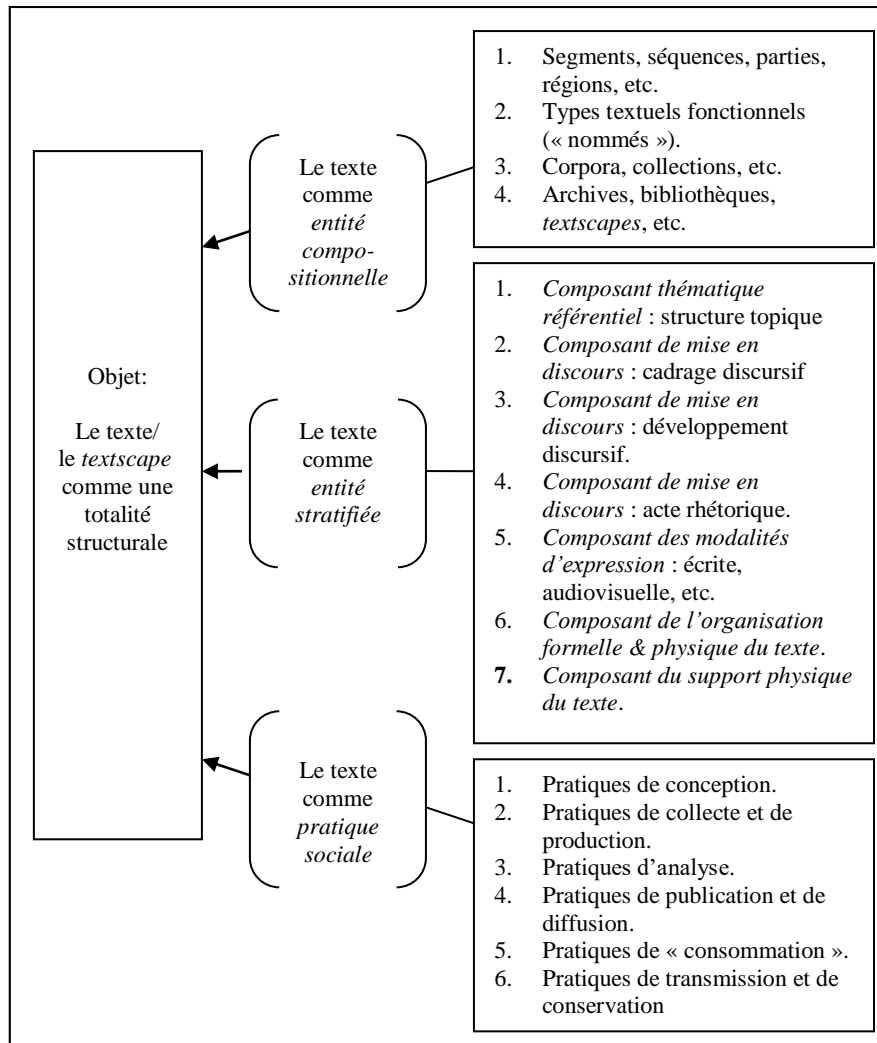 Objet:
Le texte/
le textscape
comme une
totalité
structurale
Le texte
comme
entité
compo-
sitionnelle
1. Segments, séquences, parties,
régions, etc.
2. Types textuels fonctionnels
(« nommés »).
3. Corpora, collections, etc.
4. Archives, bibliothèques,
textscapes, etc.
Le texte
comme
entité
stratifiée
1. Composant thématique
référentiel : structure topique
2. Composant de mise en
discours : cadrage discursif
3. Composant de mise en
discours : développement
discursif.
4. Composant de mise en
discours : acte rhétorique.
5. Composant des modalités
d’expression : écrite,
audiovisuelle, etc.
6. Composant de l’organisation
formelle & physique du texte.
7. Composant du support physique
du texte.
Le texte
comme
pratique
sociale
1. Pratiques de conception.
2. Pratiques de collecte et de
production.
3. Pratiques d’analyse.
4. Pratiques de publication et de
diffusion.
5. Pratiques de « consommation ».
6. Pratiques de transmission et de
conservation